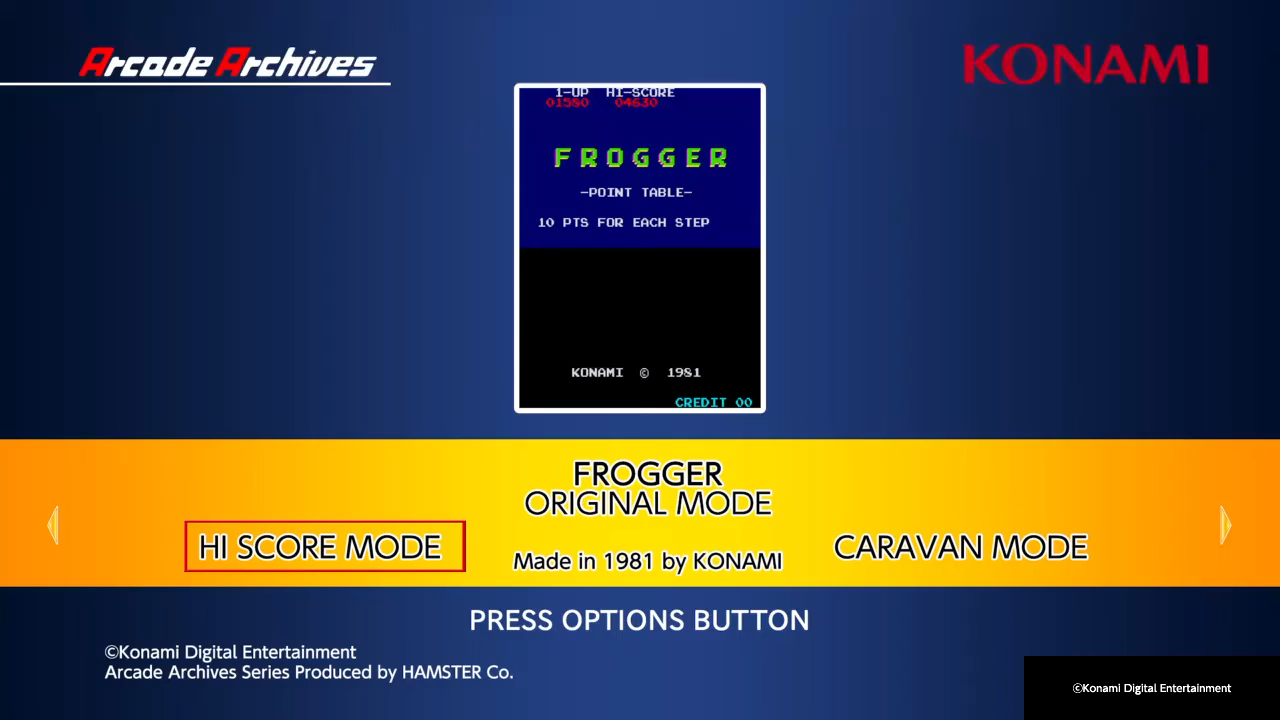 Arcade Archives
KONAMI
1-UP HI-SCORE
01580 04630
FROGGER
-POINT TABLE-
10 PTS FOR EACH STEP
KONAMI © 1981
CREDIT 00
FROGGER
ORIGINAL MODE
HI SCORE MODE
Made in 1981 by KONAMI
CARAVAN MODE
PRESS OPTIONS BUTTON
©Konami Digital Entertainment
Arcade Archives Series Produced by HAMSTER Co.
©Konami Digital Entertainment